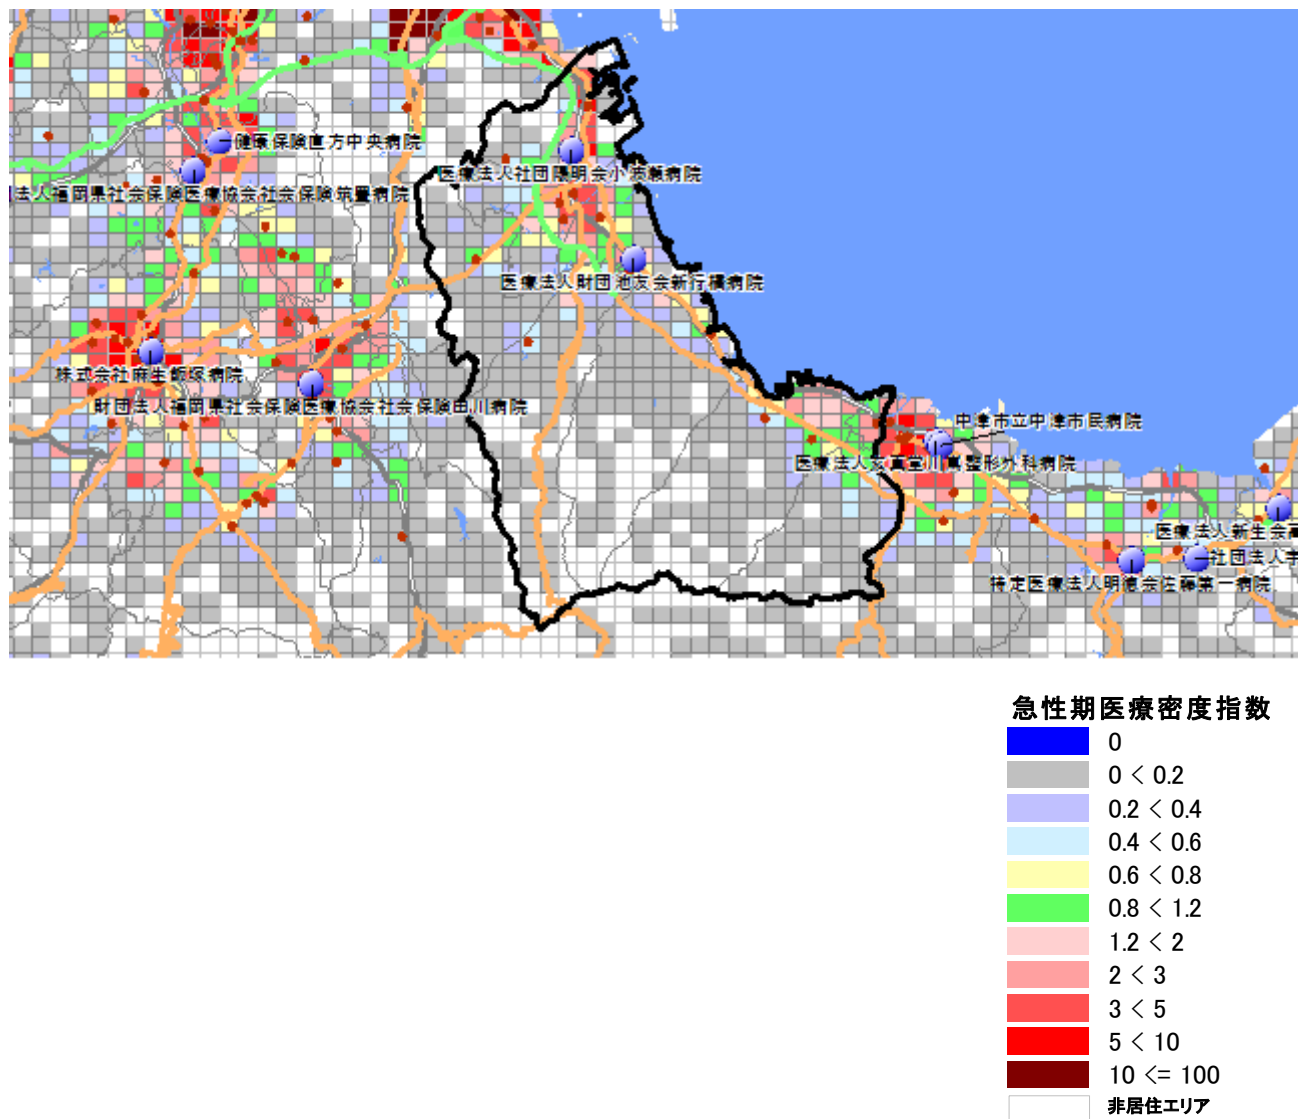 健康保険直方中央病院
法人福岡県社会保険医療協会社会保険筑豊病院
医療法人社団陽明会小波瀬病院
医療法人財団池友会新行橋病院
株式会社麻生飯塚病院
財団法人福岡県社会保険医療協会社会保険田川病院
中津市立中津市民病院
医療法人玄真堂川嶌整形外科病院
医療法人新生会高
社団法人宇
特定医療法人明徳会佐藤第一病院
急性期医療密度指数
0
0 < 0.2
0.2 < 0.4
0.4 < 0.6
0.6 < 0.8
0.8 < 1.2
1.2 < 2
2 < 3
3 < 5
5 < 10
10 <= 100
非居住エリア